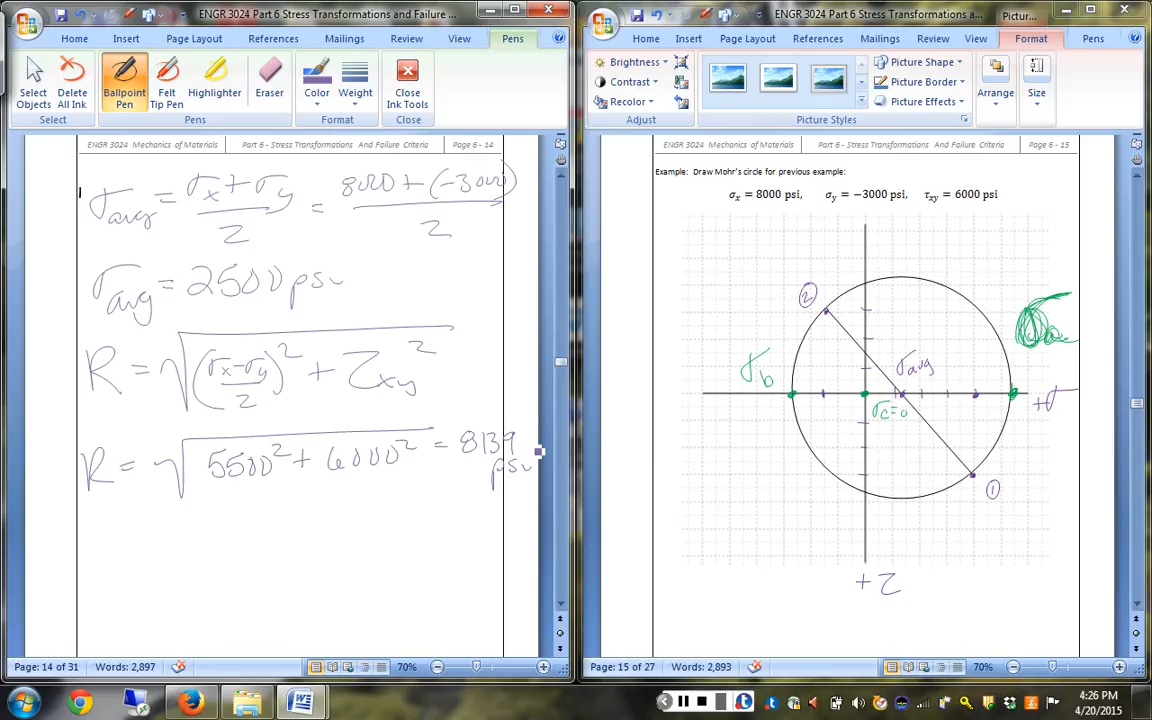 ENGR 3024 Part 6 Stress Transformations and Failure ...
Home Insert Page Layout References Mailings Review View Pens
Select Objects
Delete All Ink
Ballpoint Pen
Felt Tip Pen
Highlighter
Eraser
Color
Weight
Close Ink Tools
Select Pens Format Close
ENGR 3024 Mechanics of Materials Part 6 - Stress Transformations And Failure Criteria Page 6 - 14
σavg = σx + σy / 2 = 8000 + (-3000) / 2
σavg = 2500 psi
R = √((σx-σy)/2)² + τxy²
R = √5500² + 6000² = 8139 psi
Page: 14 of 31 Words: 2,897 70%
ENGR 3024 Part 6 Stress Transformations a... Pictur...
Home Insert Page Layout References Mailings Review View Format Pens
Brightness
Contrast
Recolor
Picture Shape
Picture Border
Picture Effects
Arrange
Size
Adjust Picture Styles
ENGR 3024 Mechanics of Materials Part 6 - Stress Transformations And Failure Criteria Page 6 - 15
Example: Draw Mohr's circle for previous example:
σx = 8000 psi, σy = −3000 psi, τxy = 6000 psi
②
σa
σavg
σb
σc=0
+σ
①
+τ
Page: 15 of 27 Words: 2,893 70%
4:26 PM
4/20/2015